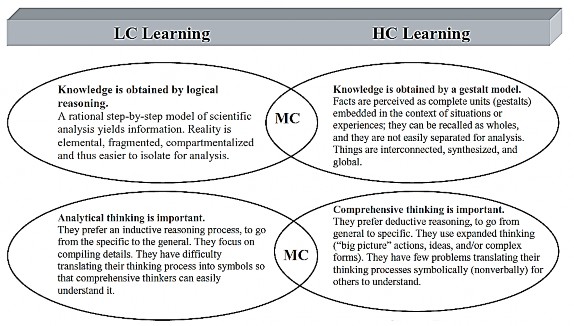 LC Learning
HC Learning
Knowledge is obtained by logical
reasoning.
A rational step-by-step model of scientific
analysis yields information. Reality is
elemental, fragmented, compartmentalized
and thus easier to isolate for analysis.
MC
Knowledge is obtained by a gestalt model.
Facts are perceived as complete units (gestalts)
embedded in the context of situations or
experiences; they can be recalled as wholes,
and they are not easily separated for analysis.
Things are interconnected, synthesized, and
global.
Analytical thinking is important.
They prefer an inductive reasoning process, to go
from the specific to the general. They focus on
compiling details. They have difficulty
translating their thinking process into symbols so
that comprehensive thinkers can easily
understand it.
MC
Comprehensive thinking is important.
They prefer deductive reasoning, to go from
general to specific. They use expanded thinking
(“big picture” actions, ideas, and/or complex
forms). They have few problems translating their
thinking processes symbolically (nonverbally) for
others to understand.